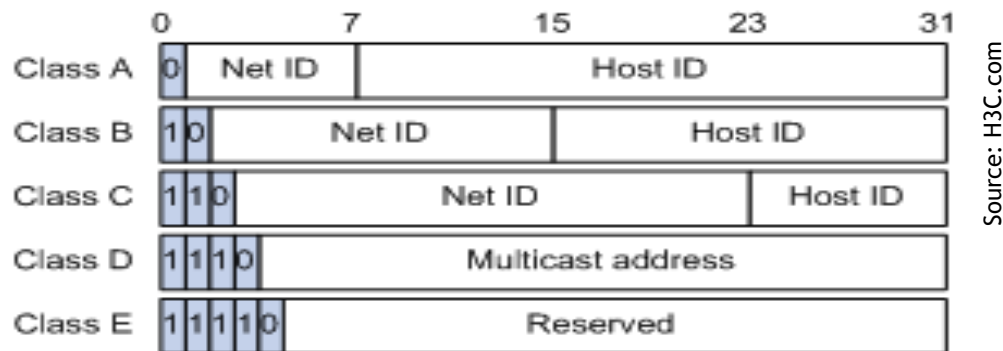 0 7 15 23 31
Class A 0 Net ID Host ID
Class B 1 0 Net ID Host ID
Class C 1 1 0 Net ID Host ID
Class D 1 1 1 0 Multicast address
Class E 1 1 1 1 0 Reserved
Source: H3C.com